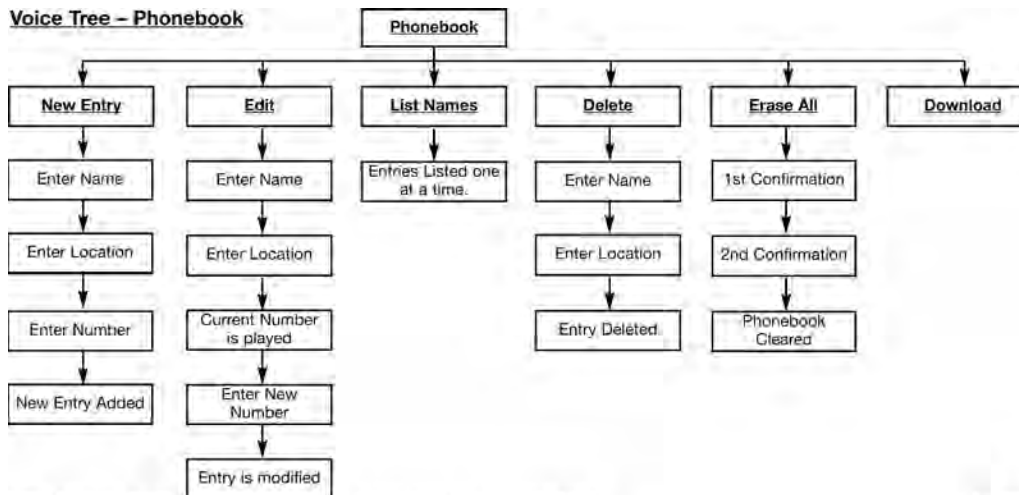 Voice Tree – Phonebook
Phonebook
New Entry
Edit
List Names
Delete
Erase All
Download
Enter Name
Enter Name
Entries Listed one
at a time.
Enter Name
1st Confirmation
Enter Location
Enter Location
Enter Location
2nd Confirmation
Enter Number
Current Number
is played
Entry Deleted
Phonebook
Cleared
New Entry Added
Enter New
Number
Entry is modified